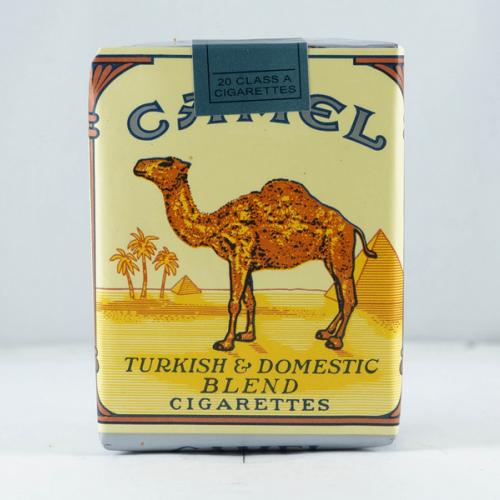 20 CLASS A
CIGARETTES
CAMEL
TURKISH & DOMESTIC
BLEND
CIGARETTES